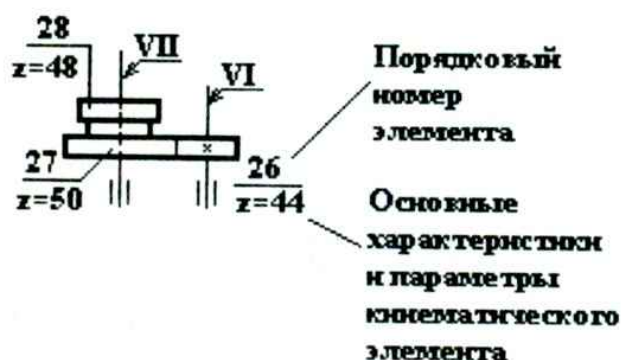 28
z=48
VII
VI
27
z=50
26
z=44
Порядковый
номер
элемента
Основные
характеристики
и параметры
кинематического
элемента